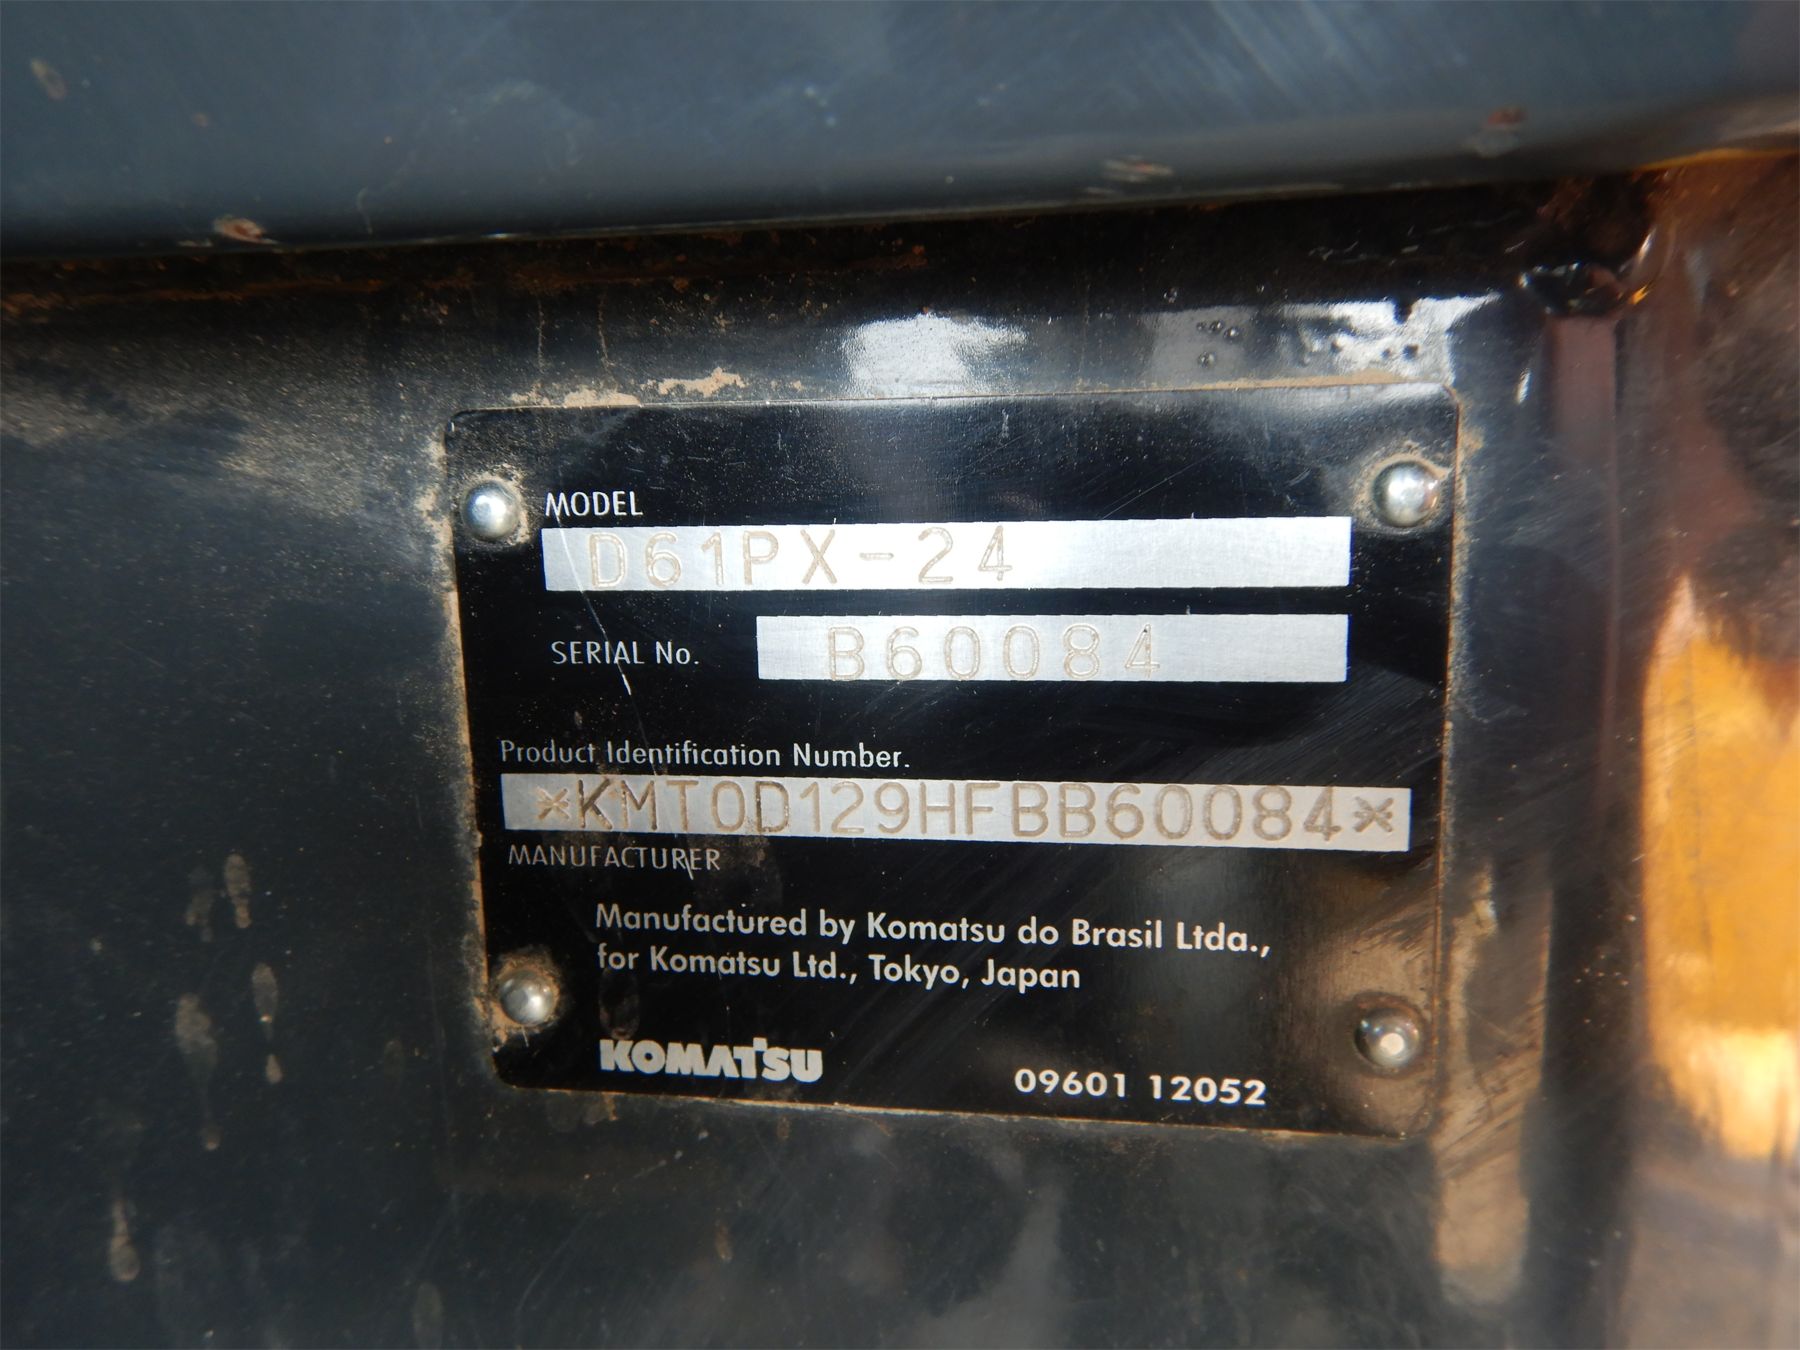 MODEL
D61PX-24
SERIAL No.
B60084
Product Identification Number.
*KMT0D129HFBB60084*
MANUFACTURER
Manufactured by Komatsu do Brasil Ltda.,
for Komatsu Ltd., Tokyo, Japan
KOMATSU
09601 12052